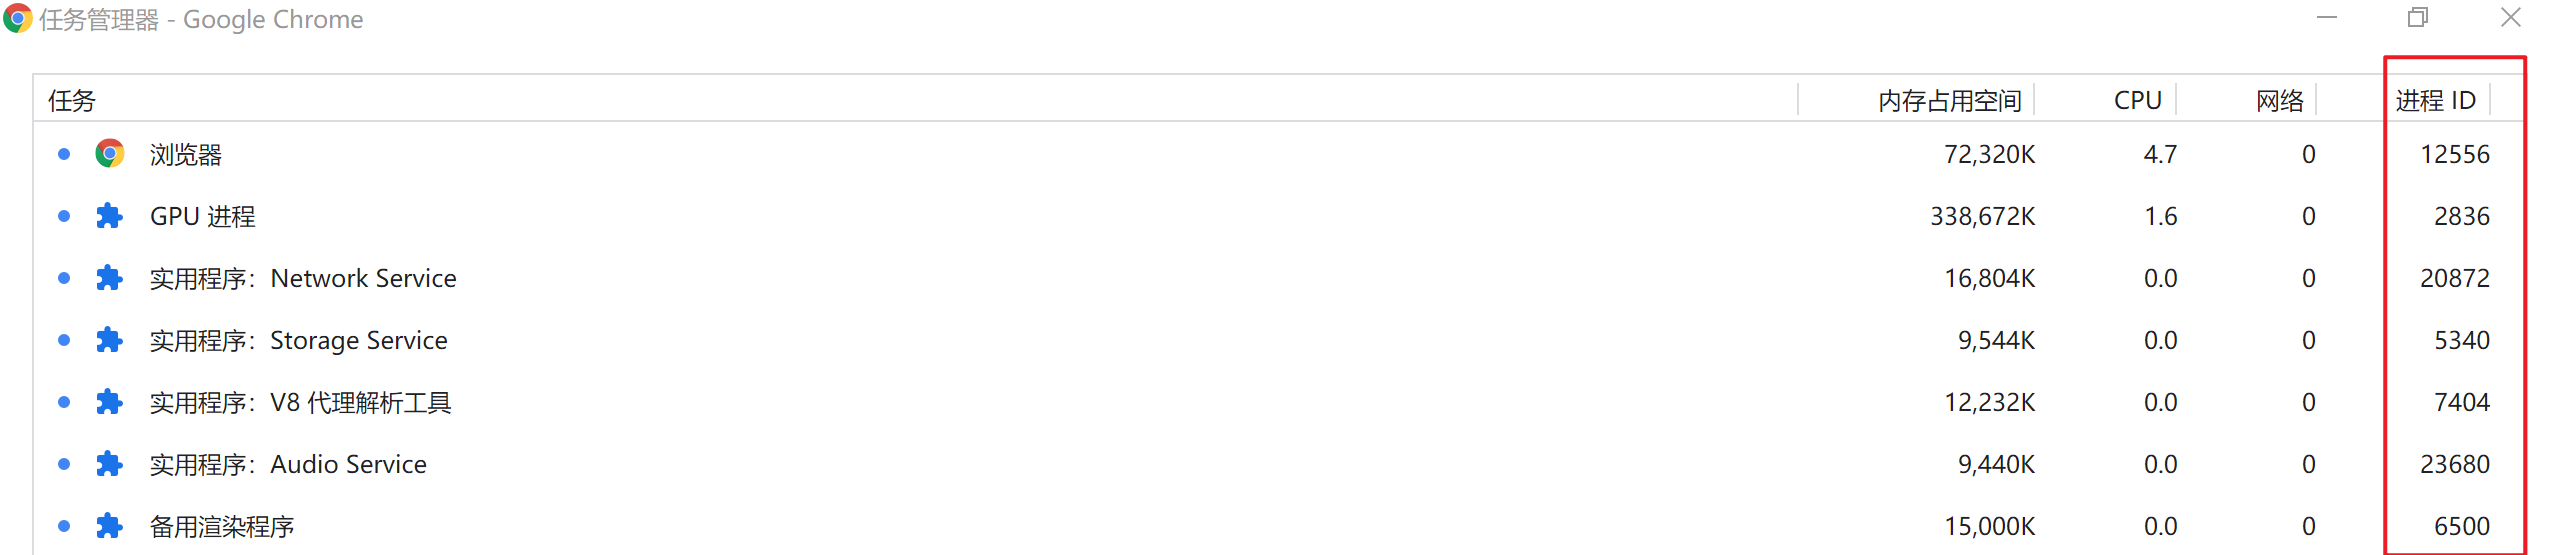 任务管理器 - Google Chrome
任务 内存占用空间 CPU 网络 进程 ID
浏览器 72,320K 4.7 0 12556
GPU 进程 338,672K 1.6 0 2836
实用程序：Network Service 16,804K 0.0 0 20872
实用程序：Storage Service 9,544K 0.0 0 5340
实用程序：V8 代理解析工具 12,232K 0.0 0 7404
实用程序：Audio Service 9,440K 0.0 0 23680
备用渲染程序 15,000K 0.0 0 6500